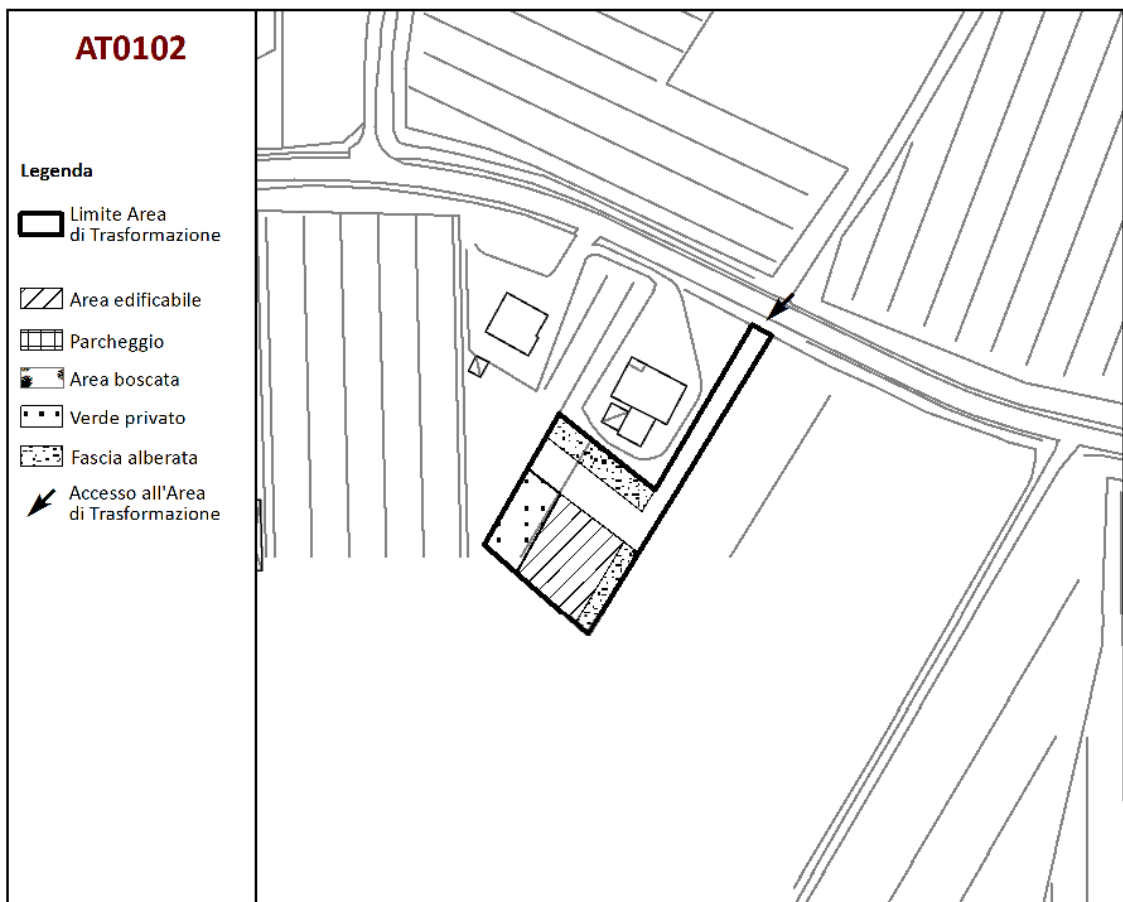 AT0102
Legenda
Limite Area
di Trasformazione
Area edificabile
Parcheggio
Area boscata
Verde privato
Fascia alberata
Accesso all'Area
di Trasformazione